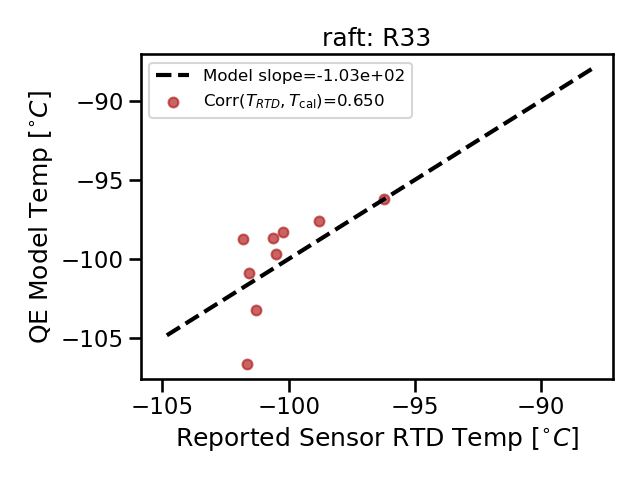 raft: R33
Model slope=-1.03e+02
Corr(T_RTD, T_cal)=0.650
QE Model Temp [°C]
−90
−95
−100
−105
−105
−100
−95
−90
Reported Sensor RTD Temp [°C]